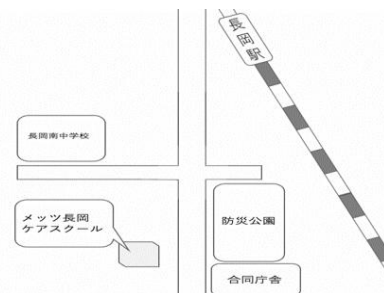 長岡駅
長岡南中学校
メッツ長岡
ケアスクール
防災公園
合同庁舎